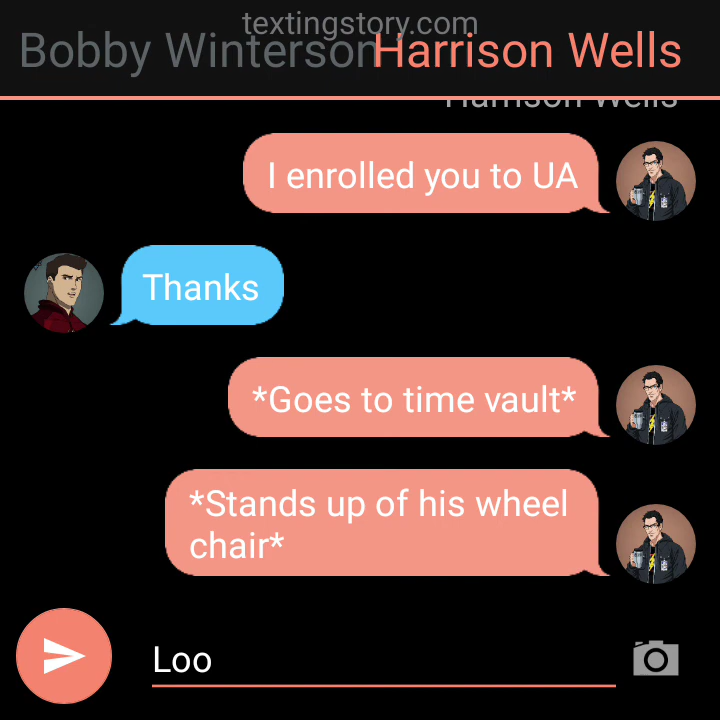 textingstory.com
Bobby Winterson Harrison Wells
Harrison Wells
I enrolled you to UA
Thanks
*Goes to time vault*
*Stands up of his wheel
chair*
Loo